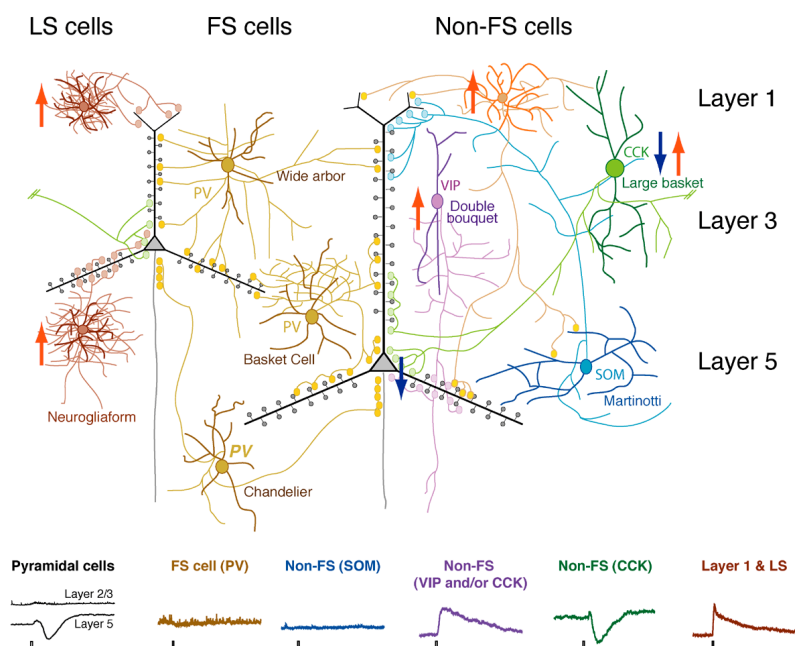 LS cells
FS cells
Non-FS cells
Layer 1
CCK
Large basket
Wide arbor
PV
VIP
Double
bouquet
Layer 3
PV
Basket Cell
Layer 5
SOM
Martinotti
Neurogliaform
PV
Chandelier
Pyramidal cells
Layer 2/3
Layer 5
FS cell (PV)
Non-FS (SOM)
Non-FS
(VIP and/or CCK)
Non-FS (CCK)
Layer 1 & LS